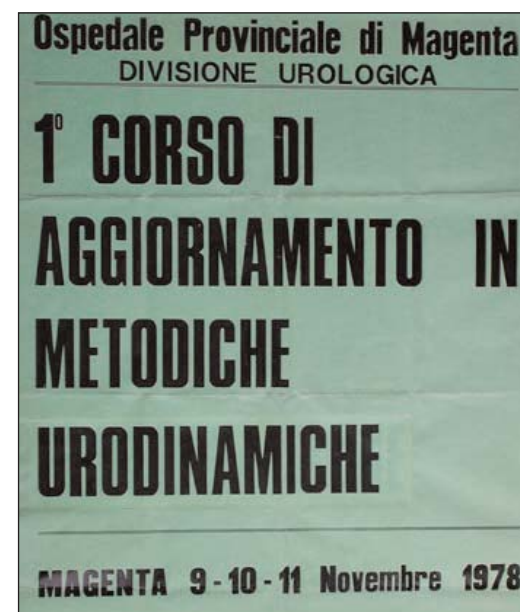 Ospedale Provinciale di Magenta
DIVISIONE UROLOGICA
1° CORSO DI
AGGIORNAMENTO IN
METODICHE
URODINAMICHE
MAGENTA 9-10-11 Novembre 1978